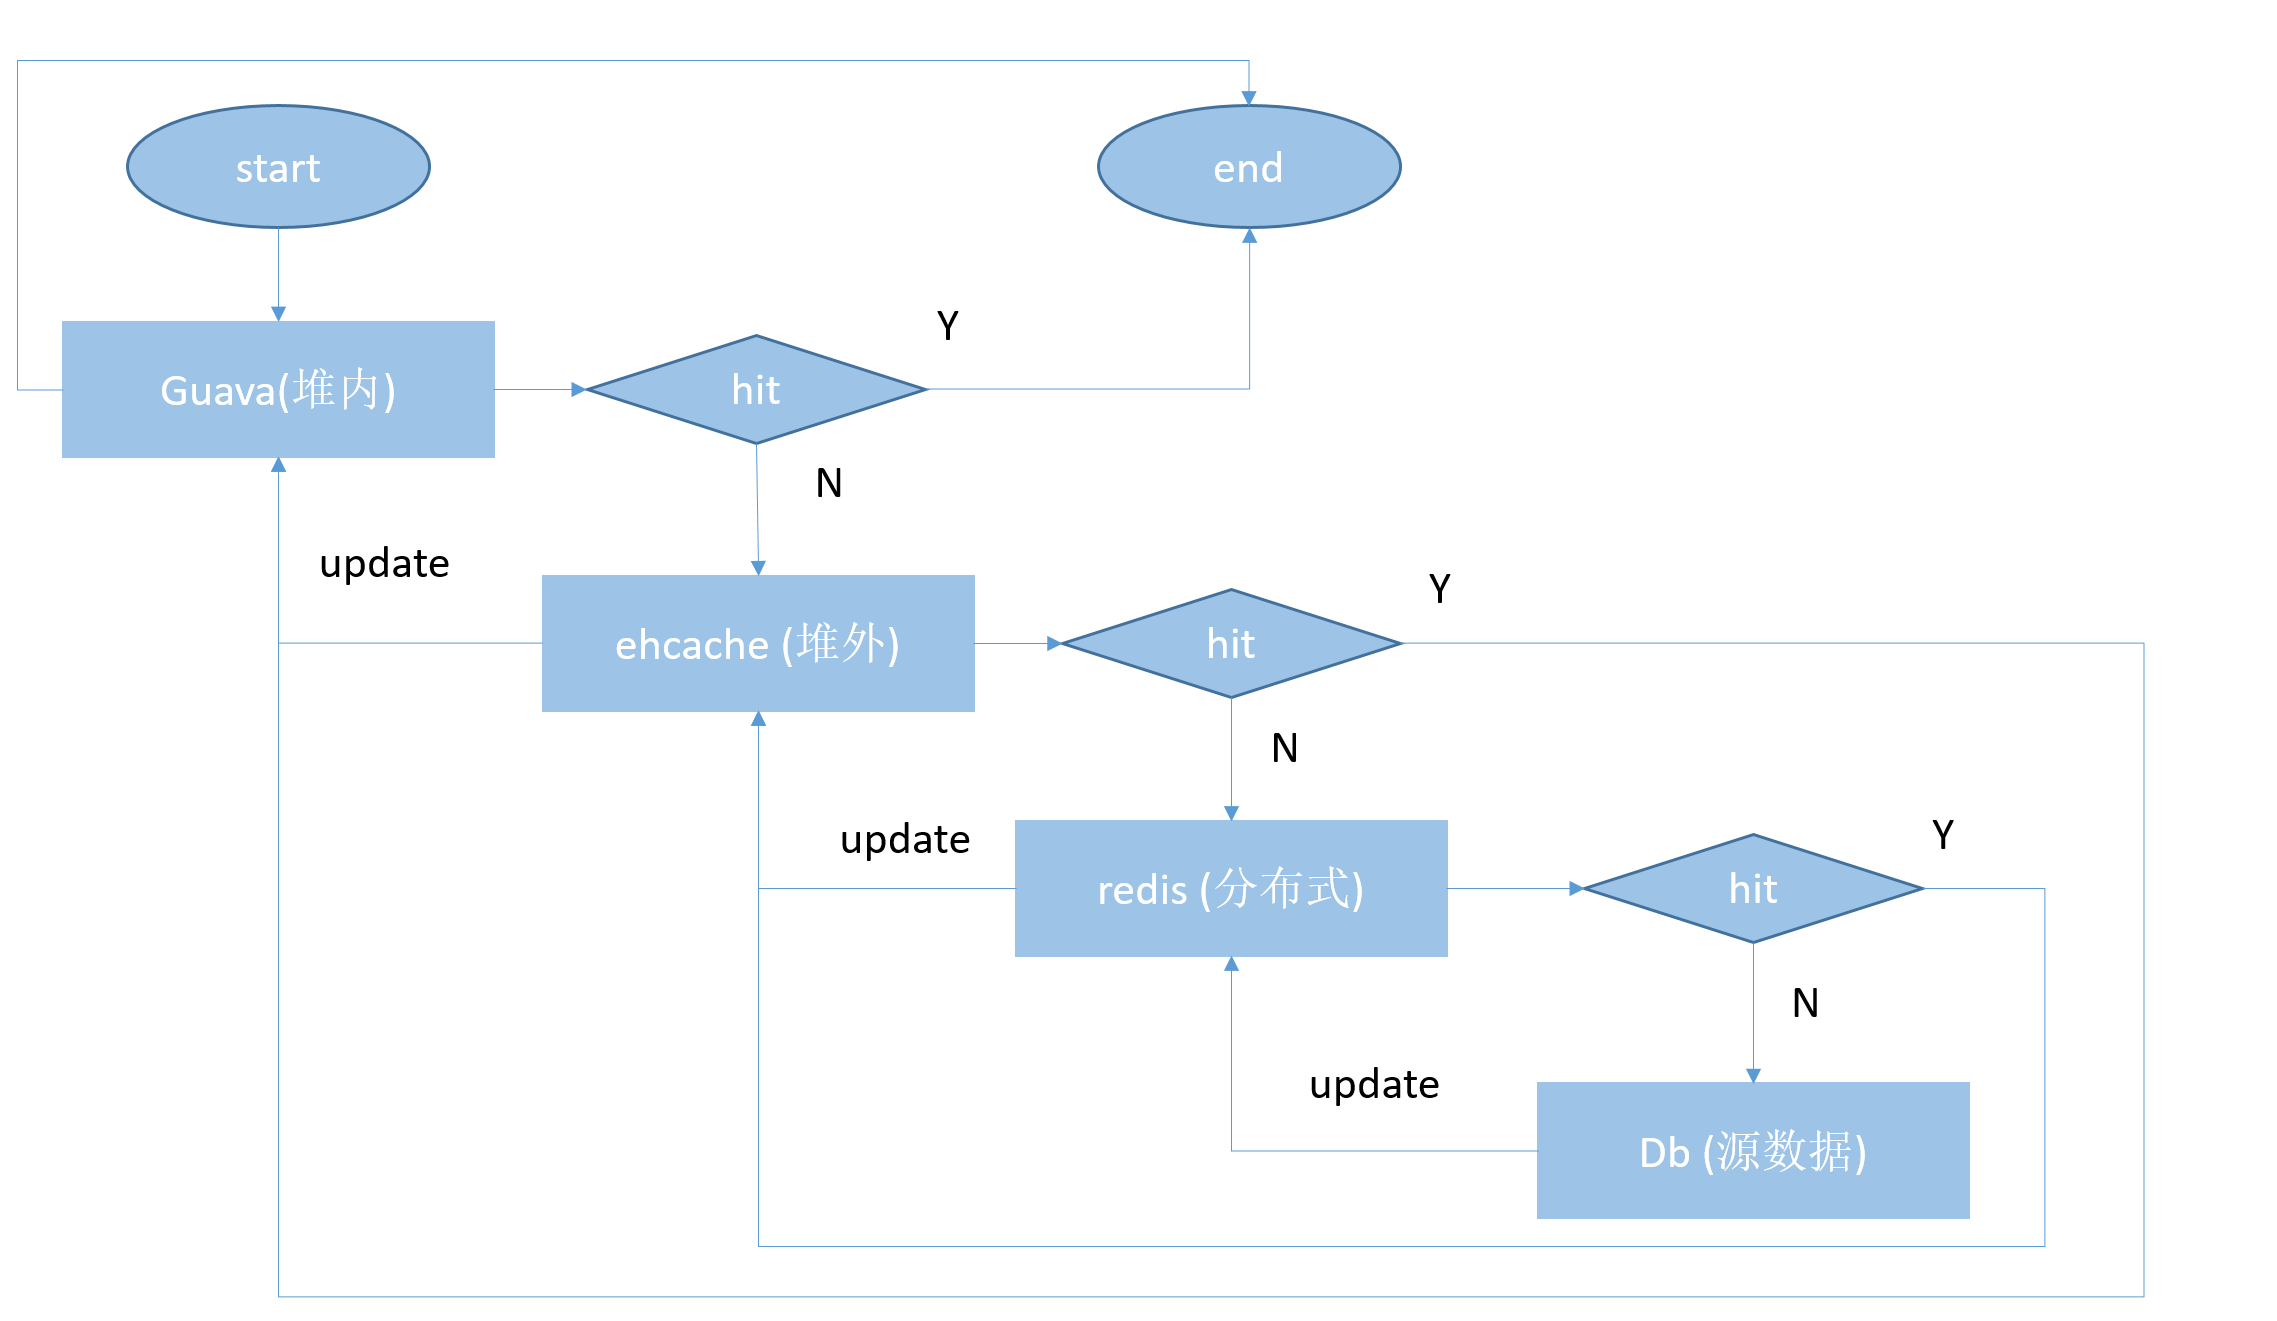 start
end
Guava(堆内)
hit
Y
N
update
ehcache (堆外)
hit
Y
N
update
redis (分布式)
hit
Y
N
update
Db (源数据)